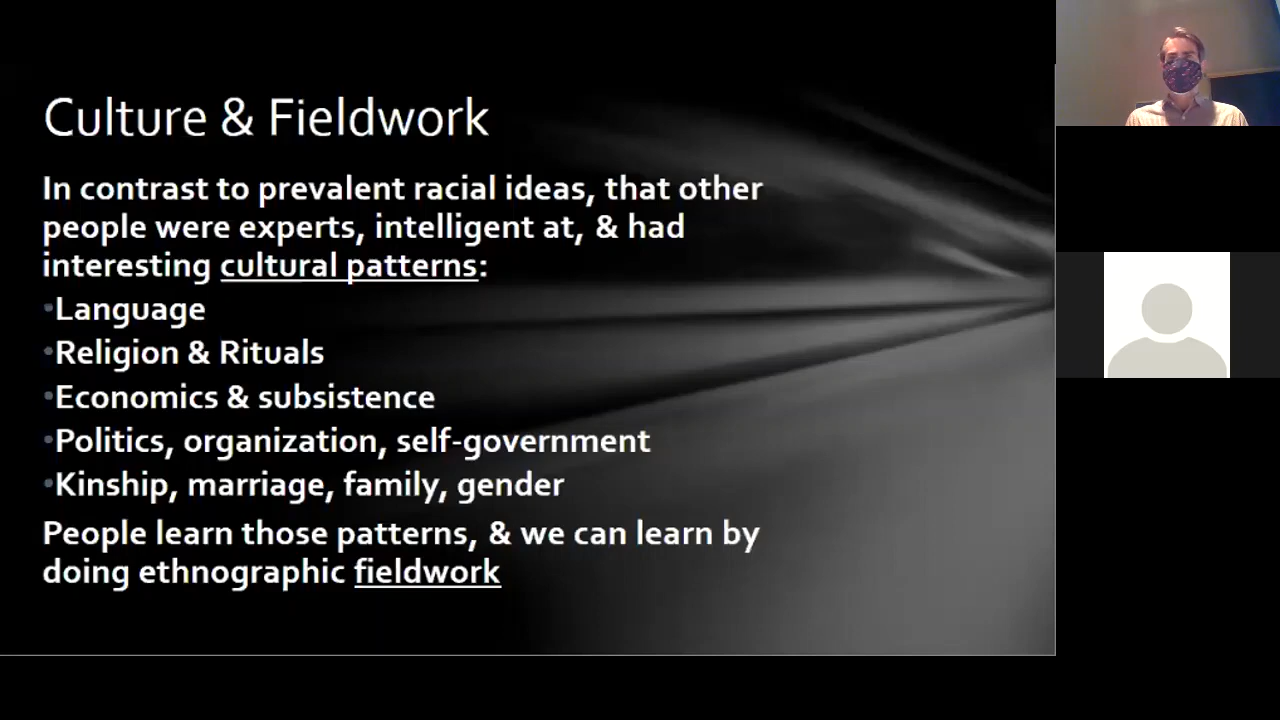 Culture & Fieldwork
In contrast to prevalent racial ideas, that other
people were experts, intelligent at, & had
interesting cultural patterns:
•Language
•Religion & Rituals
•Economics & subsistence
•Politics, organization, self-government
•Kinship, marriage, family, gender
People learn those patterns, & we can learn by
doing ethnographic fieldwork